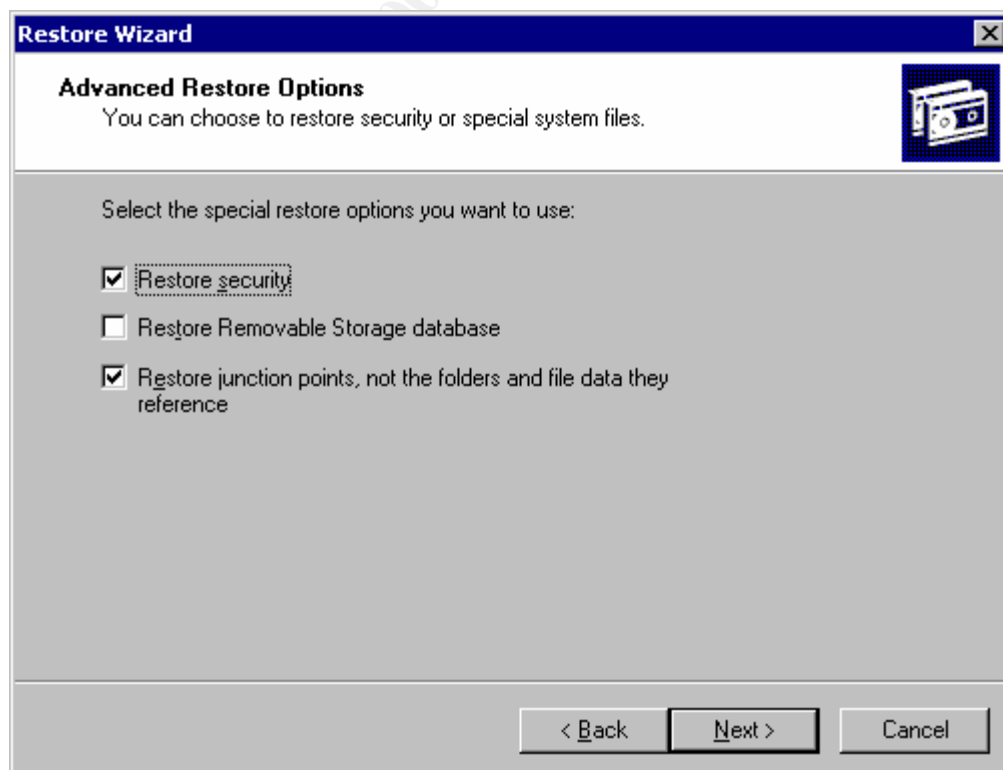 Restore Wizard
Advanced Restore Options
You can choose to restore security or special system files.
Select the special restore options you want to use:
Restore security
Restore Removable Storage database
Restore junction points, not the folders and file data they
reference
< Back
Next >
Cancel